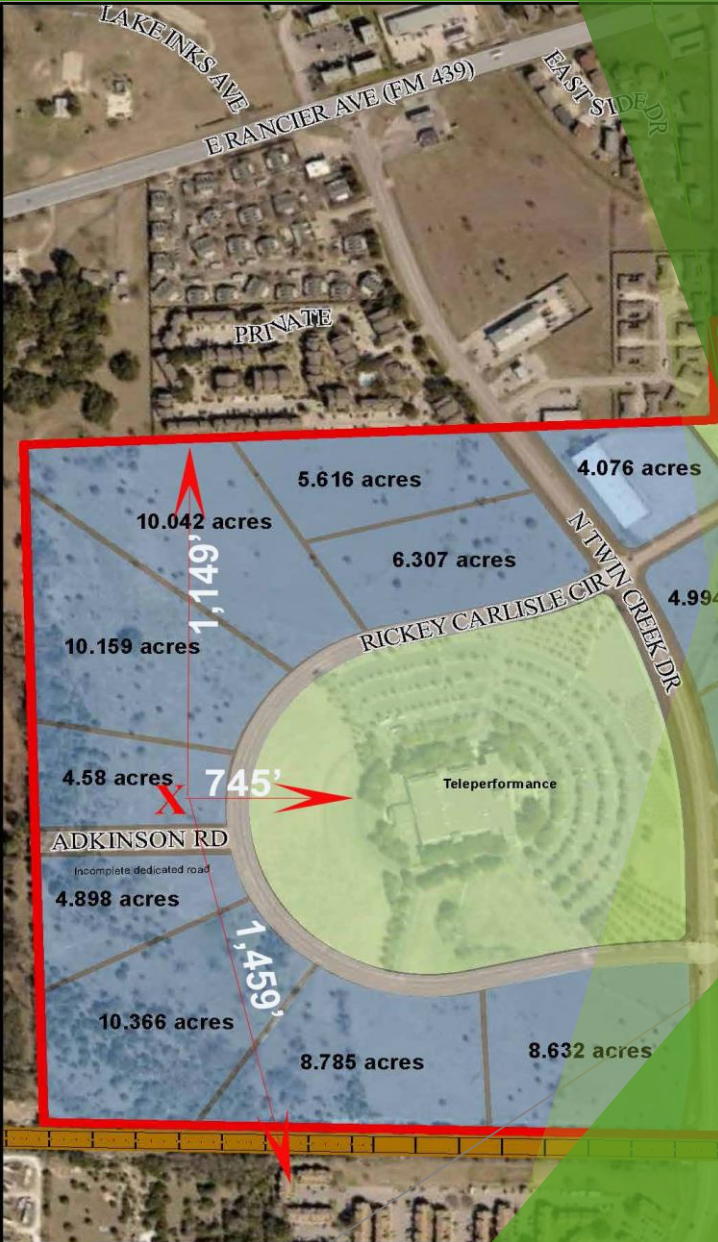 LAKE INKS AVE
E RANCIER AVE (FM 439)
EAST SIDE DR
PRIVATE
5.616 acres
4.076 acres
10.042 acres
1,149'
6.307 acres
N TWIN CREEK DR
4.994
RICKEY CARLISLE CIR
10.159 acres
4.58 acres
X
745'
Teleperformance
ADKINSON RD
Incomplete dedicated road
4.898 acres
1,459'
10.366 acres
8.785 acres
8.632 acres